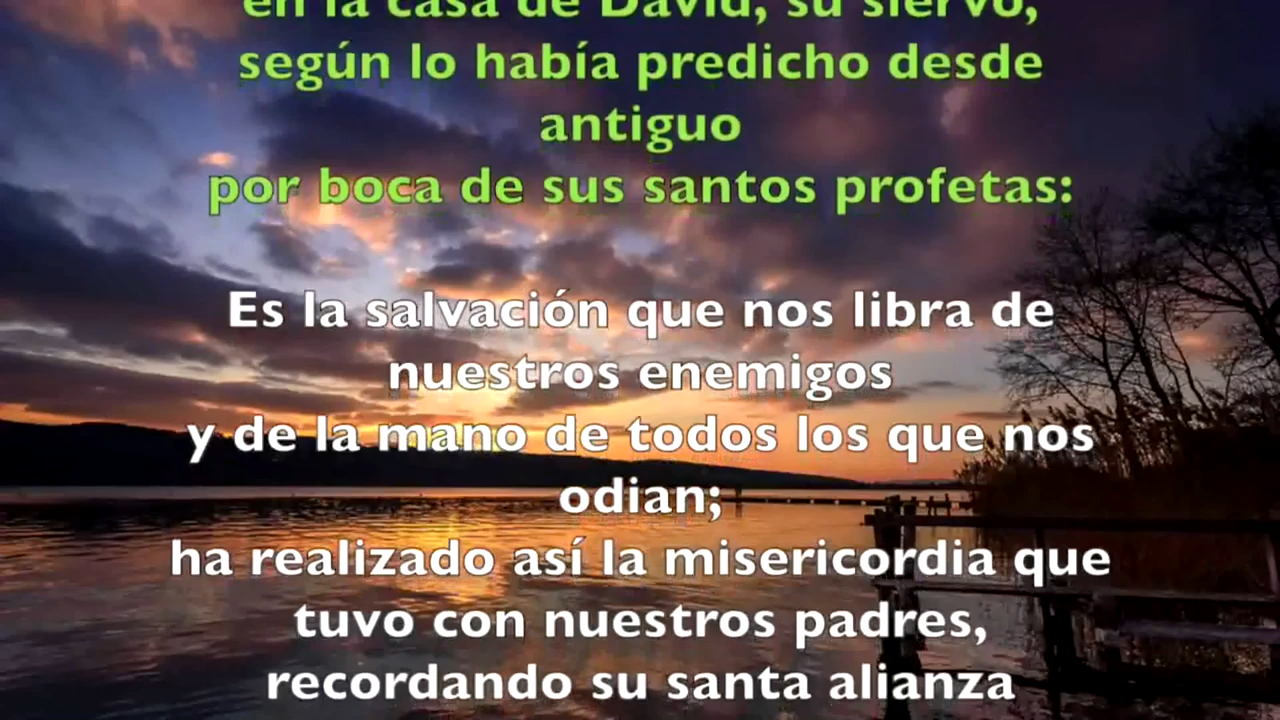 en la casa de David, su siervo,
según lo había predicho desde
antiguo
por boca de sus santos profetas:
Es la salvación que nos libra de
nuestros enemigos
y de la mano de todos los que nos
odian;
ha realizado así la misericordia que
tuvo con nuestros padres,
recordando su santa alianza